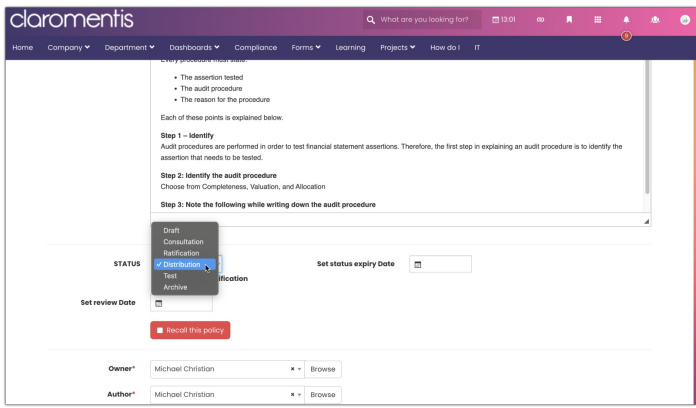 claromentis
What are you looking for?
13:01
9
Home
Company
Department
Dashboards
Compliance
Forms
Learning
Projects
How do I
IT
Every procedure must state:
• The assertion tested
• The audit procedure
• The reason for the procedure
Each of these points is explained below.
Step 1 – Identify
Audit procedures are performed in order to test financial statement assertions. Therefore, the first step in explaining an audit procedure is to identify the
assertion that needs to be tested.
Step 2: Identify the audit procedure
Choose from Completeness, Valuation, and Allocation
Step 3: Note the following while writing down the audit procedure
Draft
Consultation
Ratification
STATUS
✓ Distribution
Set status expiry Date
Test
ification
Archive
Set review Date
Recall this policy
Owner*
Michael Christian
×
Browse
Author*
Michael Christian
×
Browse